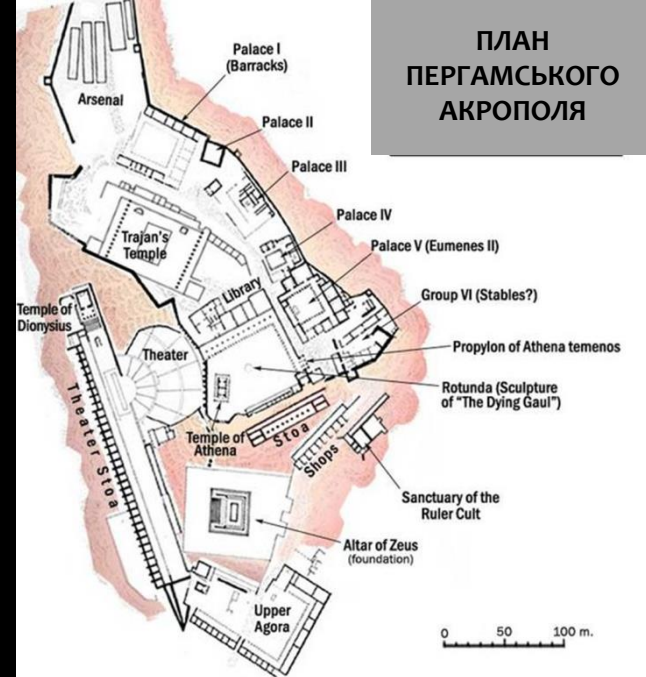 ПЛАН
ПЕРГАМСЬКОГО
АКРОПОЛЯ
Palace I
(Barracks)
Arsenal
Palace II
Palace III
Palace IV
Trajan's
Temple
Palace V (Eumenes II)
Library
Group VI (Stables?)
Temple of
Dionysius
Propylon of Athena temenos
Theater
Rotunda (Sculpture
of "The Dying Gaul")
Theater Stoa
Temple of
Athena
Stoa
Shops
Sanctuary of the
Ruler Cult
Altar of Zeus
(foundation)
Upper
Agora
0 50 100 m.